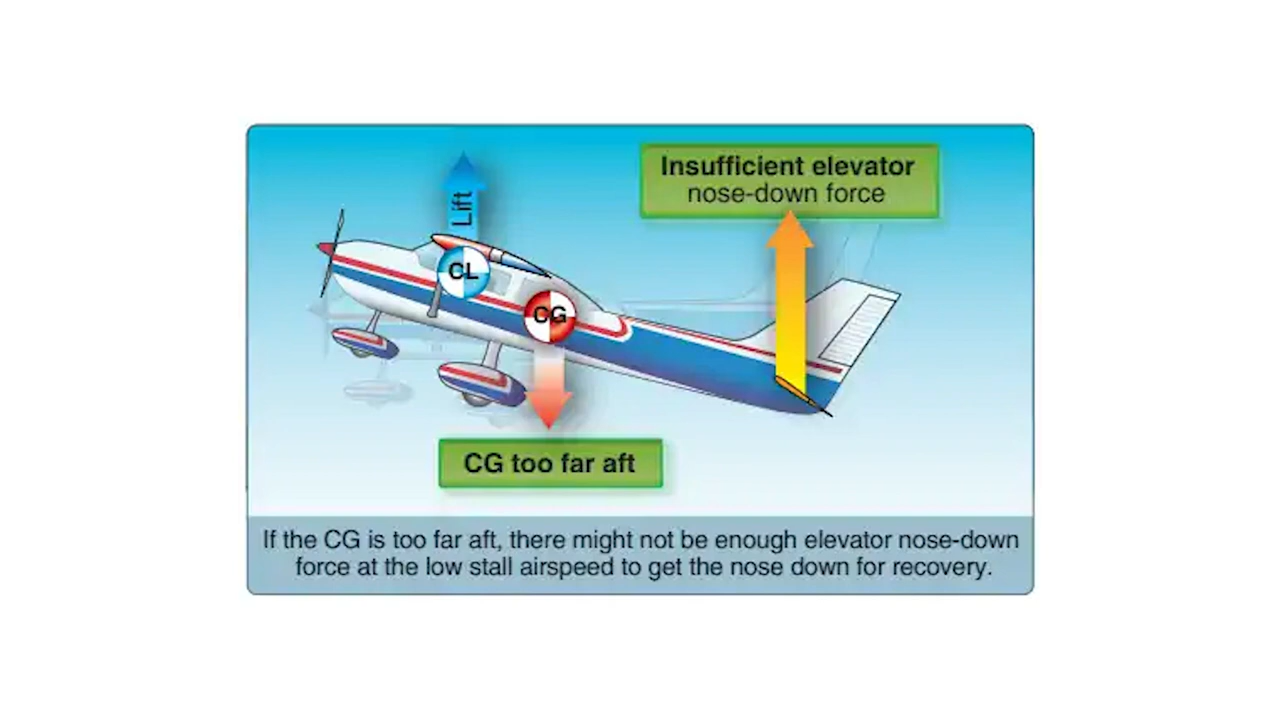 Insufficient elevator
nose-down force
Lift
CL
CG
CG too far aft
If the CG is too far aft, there might not be enough elevator nose-down
force at the low stall airspeed to get the nose down for recovery.